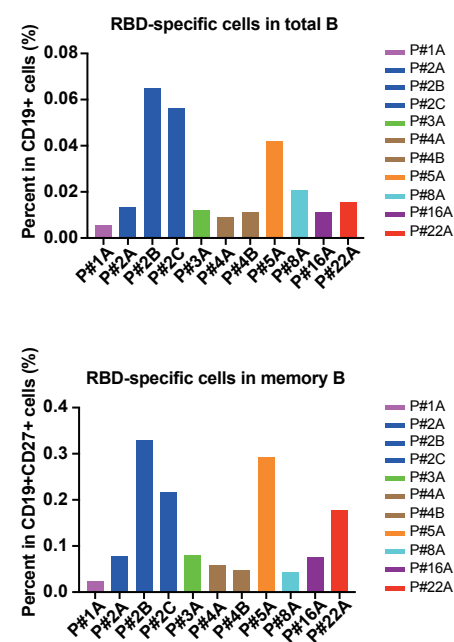 RBD-specific cells in total B
Percent in CD19+ cells (%)
0.08
0.06
0.04
0.02
0.00
P#1A
P#2A
P#2B
P#2C
P#3A
P#4A
P#4B
P#5A
P#8A
P#16A
P#22A
P#1A
P#2A
P#2B
P#2C
P#3A
P#4A
P#4B
P#5A
P#8A
P#16A
P#22A
RBD-specific cells in memory B
Percent in CD19+CD27+ cells (%)
0.4
0.3
0.2
0.1
0.0
P#1A
P#2A
P#2B
P#2C
P#3A
P#4A
P#4B
P#5A
P#8A
P#16A
P#22A
P#1A
P#2A
P#2B
P#2C
P#3A
P#4A
P#4B
P#5A
P#8A
P#16A
P#22A